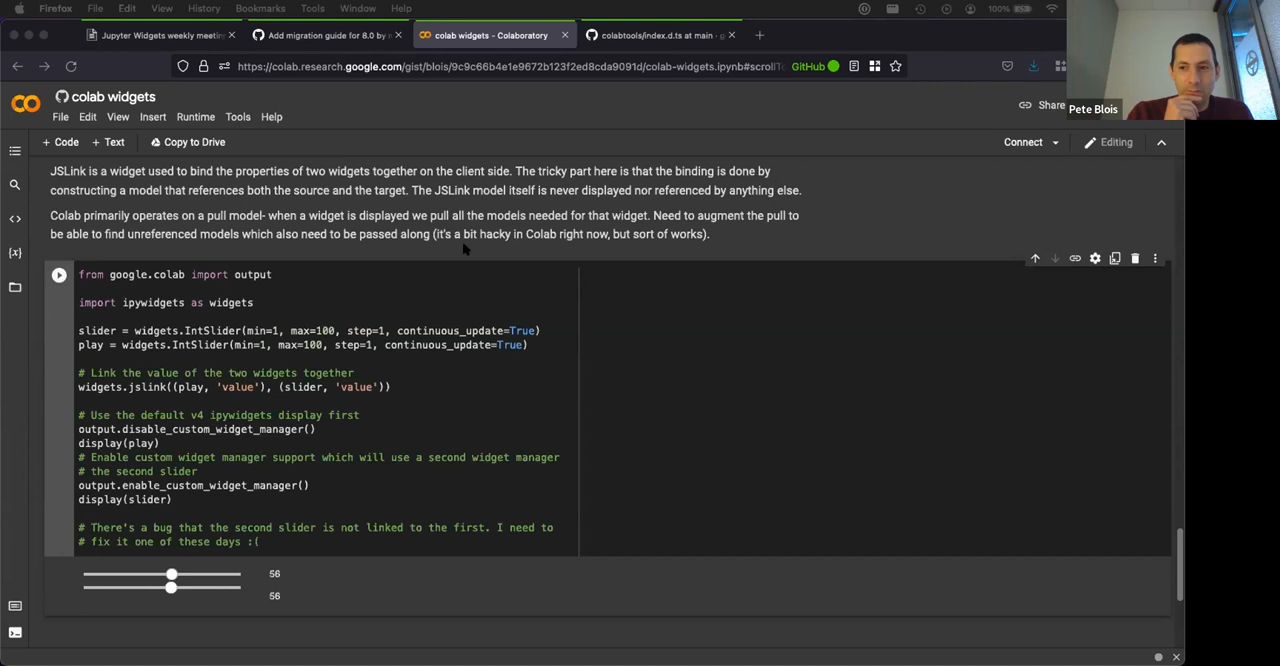 Firefox File Edit View History Bookmarks Tools Window Help
100%
Jupyter Widgets weekly meetin
Add migration guide for 8.0 by n
colab widgets - Colaboratory
colabtools/index.d.ts at main · g
https://colab.research.google.com/gist/blois/9c9c66b4e1e9672b123f2ed8cda9091d/colab-widgets.ipynb#scrollT
GitHub
Pete Blois
colab widgets
Share
File Edit View Insert Runtime Tools Help
+ Code + Text Copy to Drive
Connect
Editing
JSLink is a widget used to bind the properties of two widgets together on the client side. The tricky part here is that the binding is done by
constructing a model that references both the source and the target. The JSLink model itself is never displayed nor referenced by anything else.
Colab primarily operates on a pull model- when a widget is displayed we pull all the models needed for that widget. Need to augment the pull to
be able to find unreferenced models which also need to be passed along (it's a bit hacky in Colab right now, but sort of works).
from google.colab import output
import ipywidgets as widgets
slider = widgets.IntSlider(min=1, max=100, step=1, continuous_update=True)
play = widgets.IntSlider(min=1, max=100, step=1, continuous_update=True)
# Link the value of the two widgets together
widgets.jslink((play, 'value'), (slider, 'value'))
# Use the default v4 ipywidgets display first
output.disable_custom_widget_manager()
display(play)
# Enable custom widget manager support which will use a second widget manager
# the second slider
output.enable_custom_widget_manager()
display(slider)
# There's a bug that the second slider is not linked to the first. I need to
# fix it one of these days :(
56
56